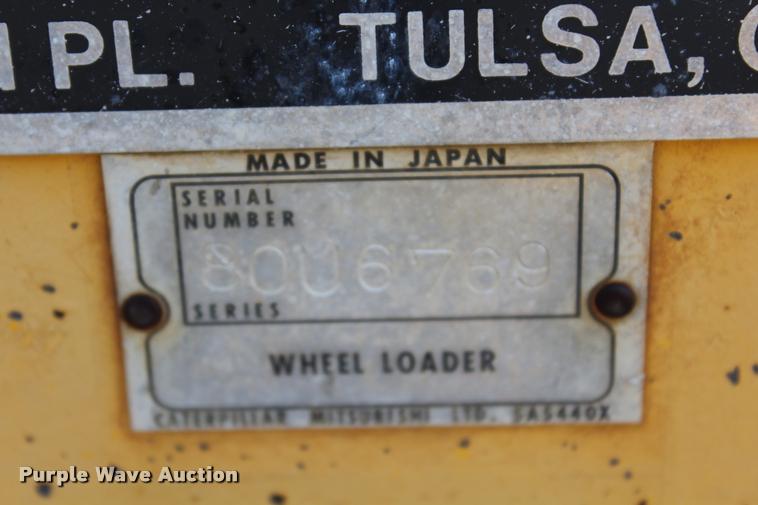 PL. TULSA,
MADE IN JAPAN
SERIAL
NUMBER
80U6769
SERIES
WHEEL LOADER
CATERPILLAR MITSUBISHI LTD. SA5440X
Purple Wave Auction